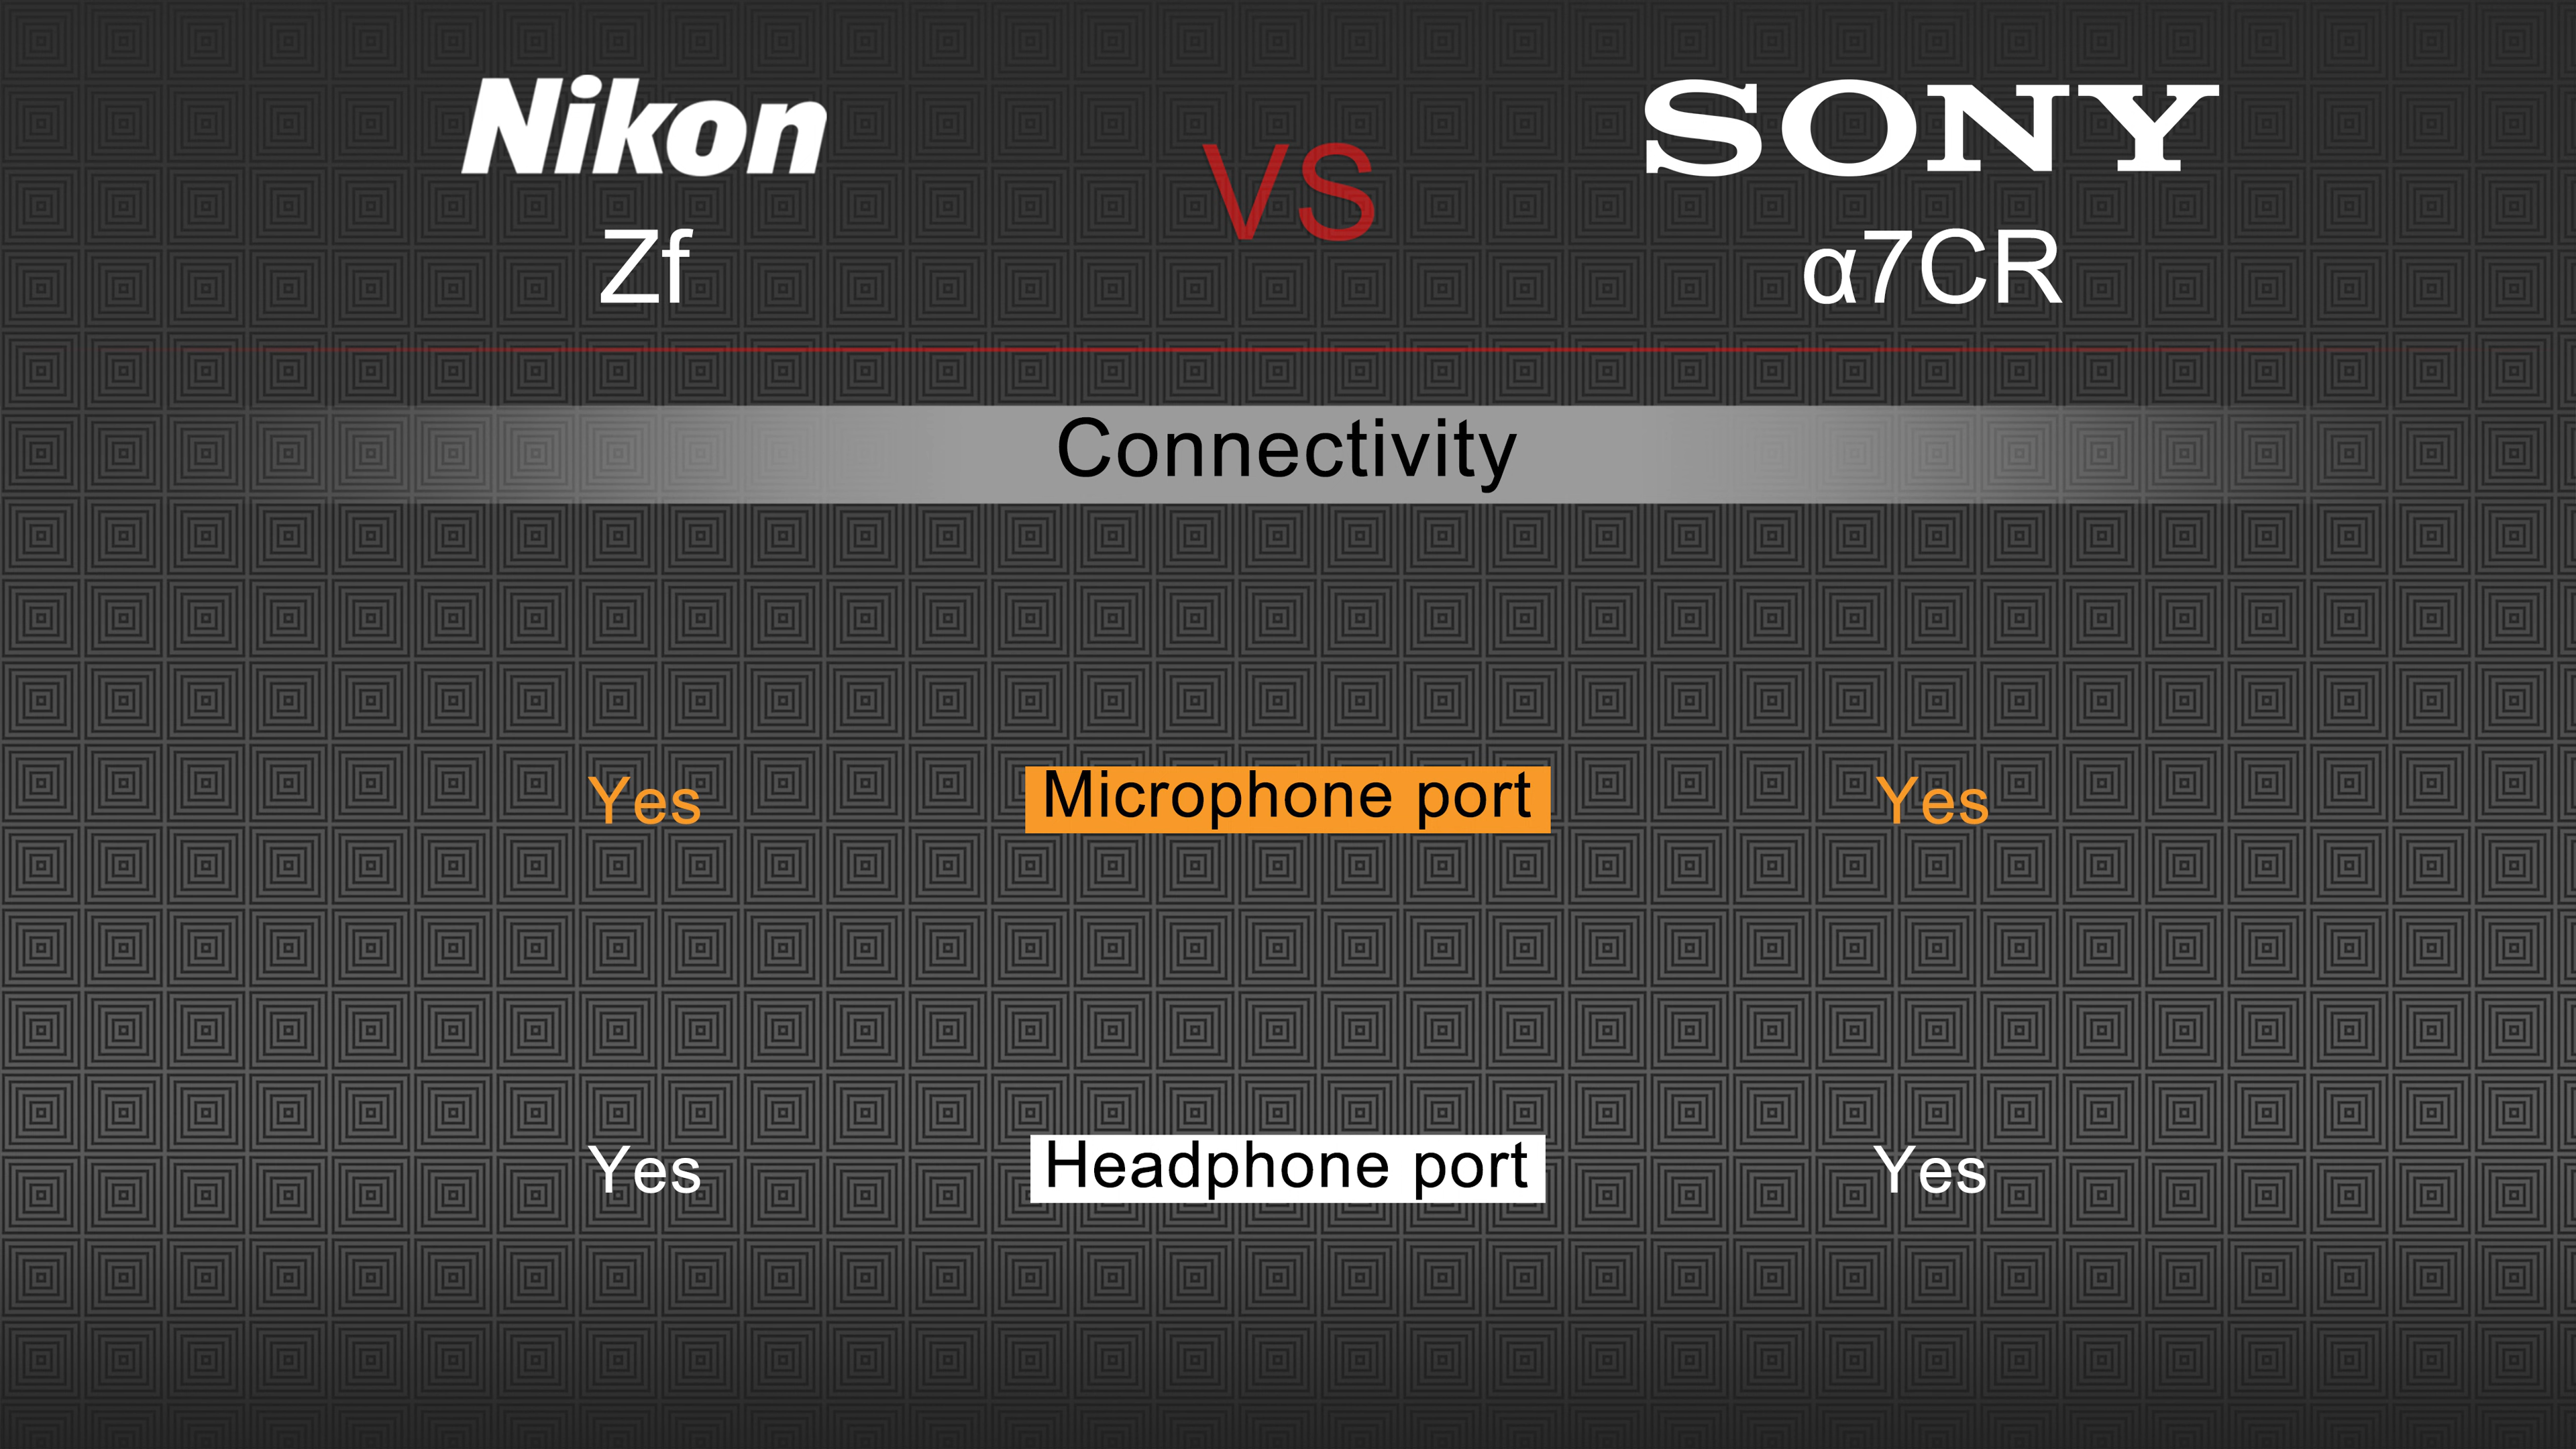 Nikon
VS
SONY
Zf
α7CR
Connectivity
Yes
Microphone port
Yes
Yes
Headphone port
Yes